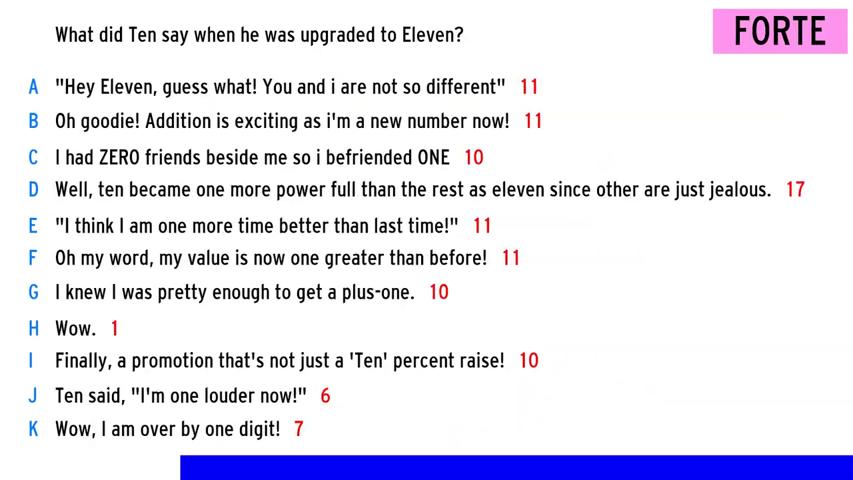 What did Ten say when he was upgraded to Eleven?
FORTE
A "Hey Eleven, guess what! You and i are not so different" 11
B Oh goodie! Addition is exciting as i'm a new number now! 11
C I had ZERO friends beside me so i befriended ONE 10
D Well, ten became one more power full than the rest as eleven since other are just jealous. 17
E "I think I am one more time better than last time!" 11
F Oh my word, my value is now one greater than before! 11
G I knew I was pretty enough to get a plus-one. 10
H Wow. 1
I Finally, a promotion that's not just a 'Ten' percent raise! 10
J Ten said, "I'm one louder now!" 6
K Wow, I am over by one digit! 7